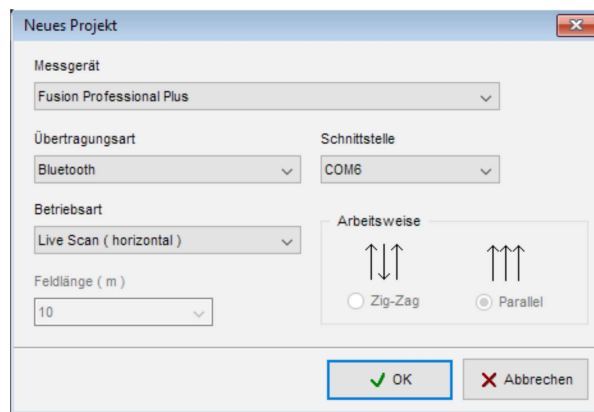 Neues Projekt
Messgerät
Fusion Professional Plus
Übertragungsart
Schnittstelle
Bluetooth
COM6
Betriebsart
Live Scan ( horizontal )
Arbeitsweise
Feldlänge ( m )
10
Zig-Zag
Parallel
OK
Abbrechen